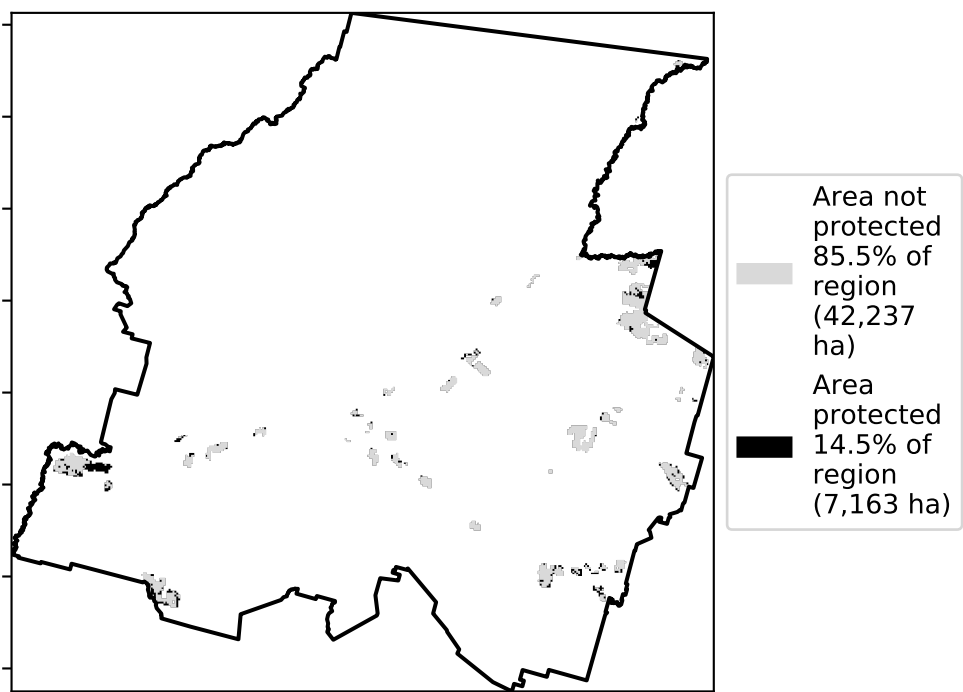 Area not
protected
85.5% of
region
(42,237
ha)
Area
protected
14.5% of
region
(7,163 ha)